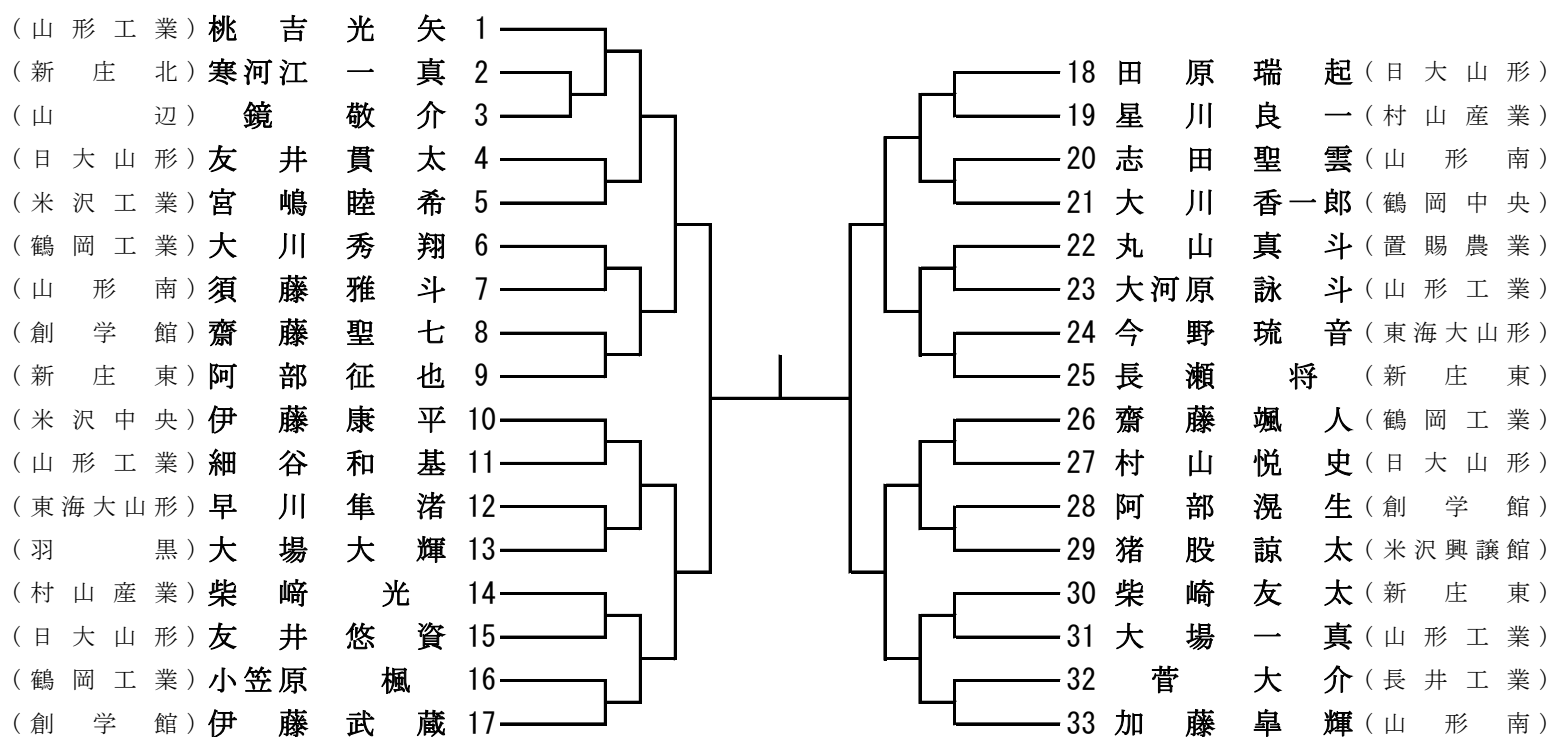 (山形工業) 桃吉光矢 1
(新庄北) 寒河江一真 2
(山辺) 鏡敬介 3
(日大山形) 友井貫太 4
(米沢工業) 宮嶋睦希 5
(鶴岡工業) 大川秀翔 6
(山形南) 須藤雅斗 7
(創学館) 齋藤聖七 8
(新庄東) 阿部征也 9
(米沢中央) 伊藤康平 10
(山形工業) 細谷和基 11
(東海大山形) 早川隼渚 12
(羽黒) 大場大輝 13
(村山産業) 柴﨑光 14
(日大山形) 友井悠資 15
(鶴岡工業) 小笠原楓 16
(創学館) 伊藤武蔵 17
18 田原瑞起 (日大山形)
19 星川良一 (村山産業)
20 志田聖雲 (山形南)
21 大川香一郎 (鶴岡中央)
22 丸山真斗 (置賜農業)
23 大河原詠斗 (山形工業)
24 今野琉音 (東海大山形)
25 長瀬将 (新庄東)
26 齋藤颯人 (鶴岡工業)
27 村山悦史 (日大山形)
28 阿部滉生 (創学館)
29 猪股諒太 (米沢興譲館)
30 柴崎友太 (新庄東)
31 大場一真 (山形工業)
32 菅大介 (長井工業)
33 加藤皐輝 (山形南)